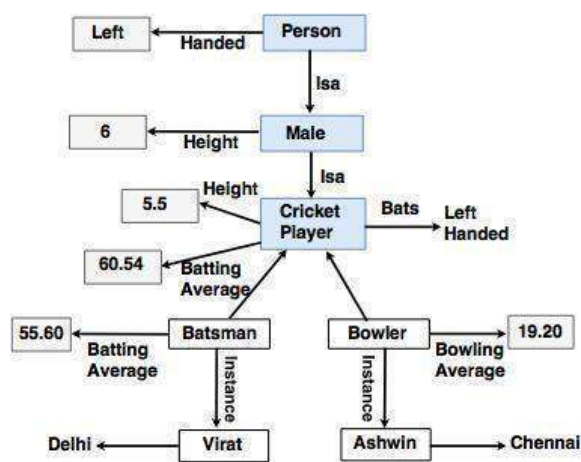 Left
Handed
Person
Isa
6
Height
Male
Isa
5.5
Height
Cricket
Player
Bats
Left
Handed
60.54
Batting
Average
55.60
Batting
Average
Batsman
Bowler
Bowling
Average
19.20
Instance
Instance
Delhi
Virat
Ashwin
Chennai